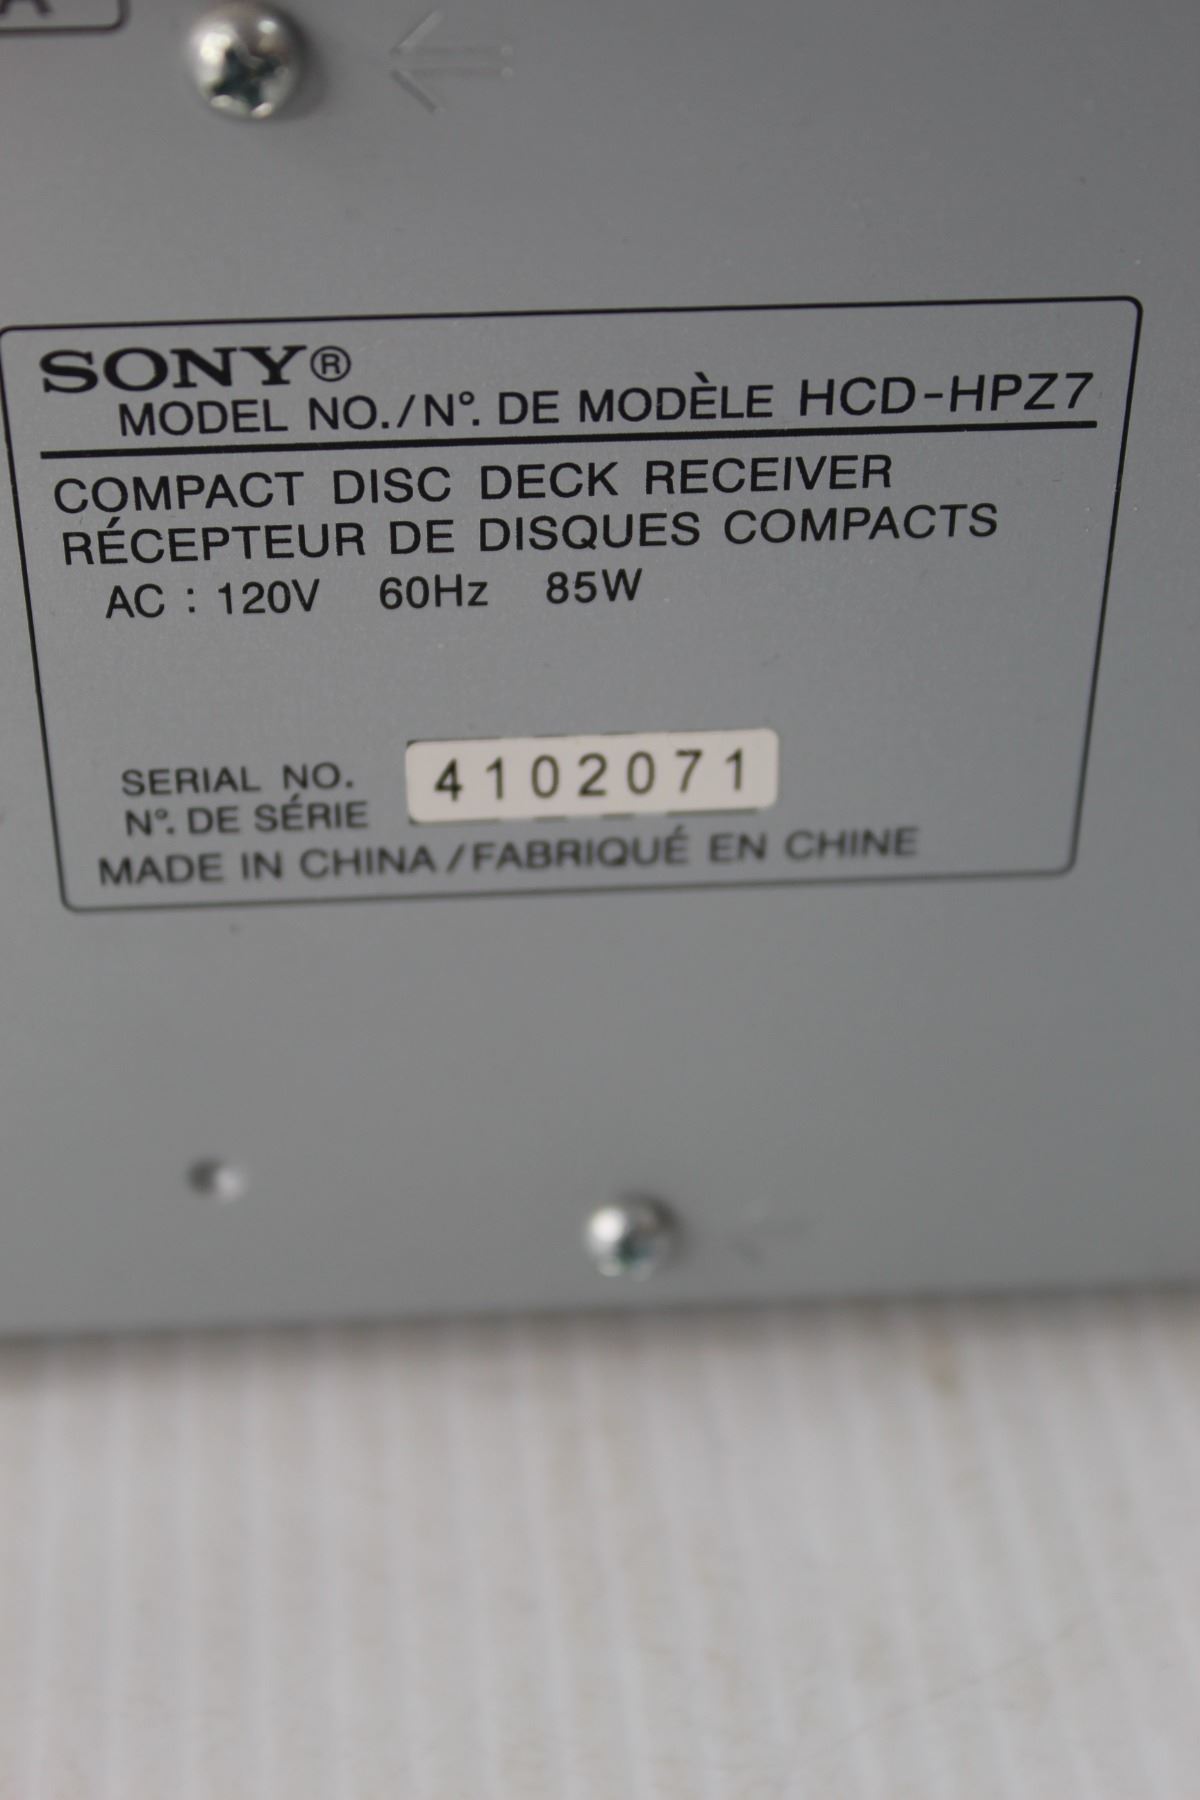 A
SONY®
MODEL NO./N°. DE MODÈLE HCD-HPZ7
COMPACT DISC DECK RECEIVER
RÉCEPTEUR DE DISQUES COMPACTS
AC : 120V 60Hz 85W
SERIAL NO. 4102071
N°. DE SÉRIE
MADE IN CHINA/FABRIQUÉ EN CHINE